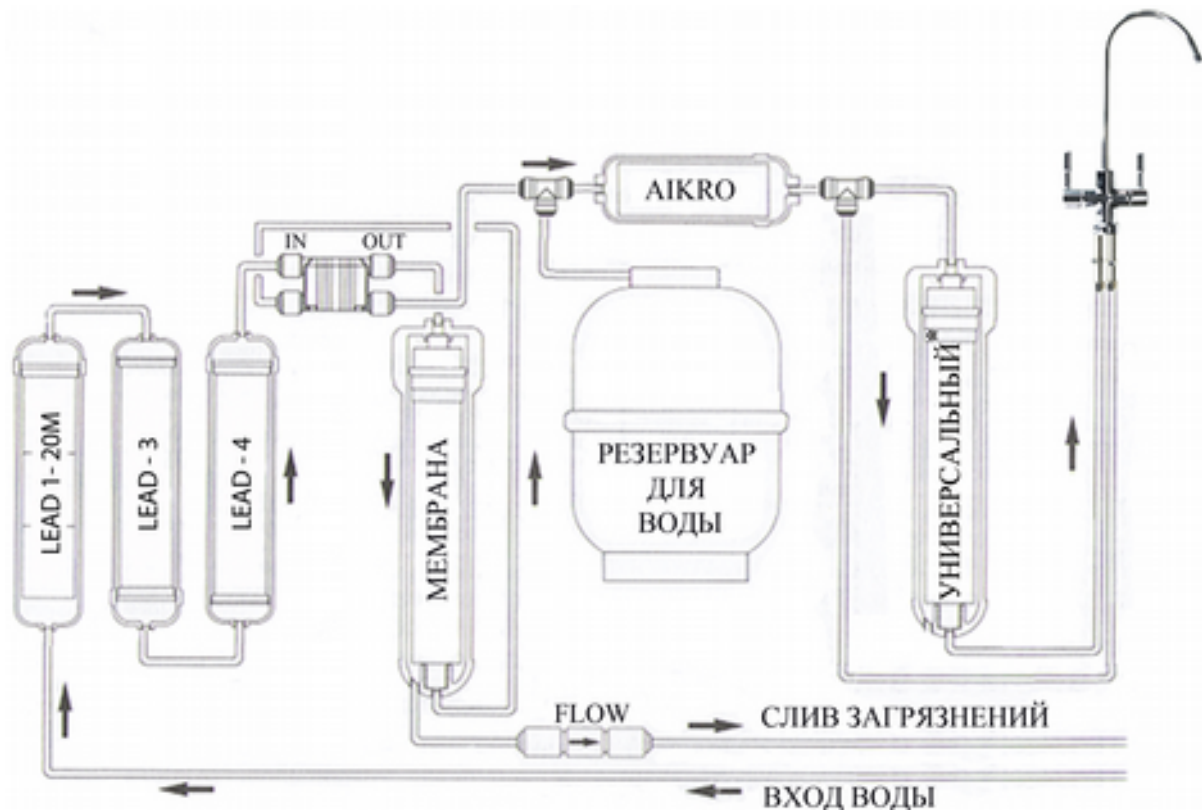 AIKRO
IN OUT
LEAD 1- 20M
LEAD - 3
LEAD - 4
МЕМБРАНА
РЕЗЕРВУАР
ДЛЯ
ВОДЫ
УНИВЕРСАЛЬНЫЙ*
FLOW
СЛИВ ЗАГРЯЗНЕНИЙ
ВХОД ВОДЫ